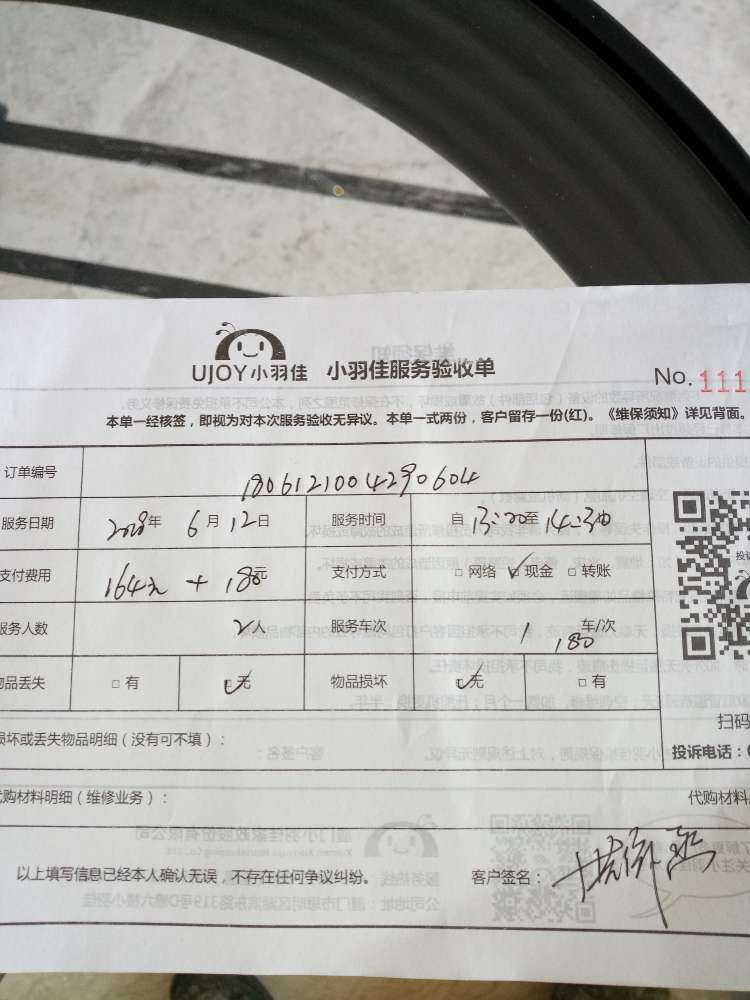 UJOY小羽佳 小羽佳服务验收单
No. 111
本单一经核签，即视为对本次服务验收无异议。本单一式两份，客户留存一份(红)。《维保须知》详见背面。
订单编号 1806121004290604
服务日期 2018年 6月12日 服务时间 自13:20至14:30
支付费用 164元 + 180元 支付方式 □网络 ☑现金 □转账
服务人数 2人 服务车次 1 180 车/次
物品丢失 □有 ☑无 物品损坏 ☑无 □有
扫码
损坏或丢失物品明细（没有可不填）：
投诉电话：
代购材料明细（维修业务）： 代购材料
以上填写信息已经本人确认无误，不存在任何争议纠纷。 客户签名：